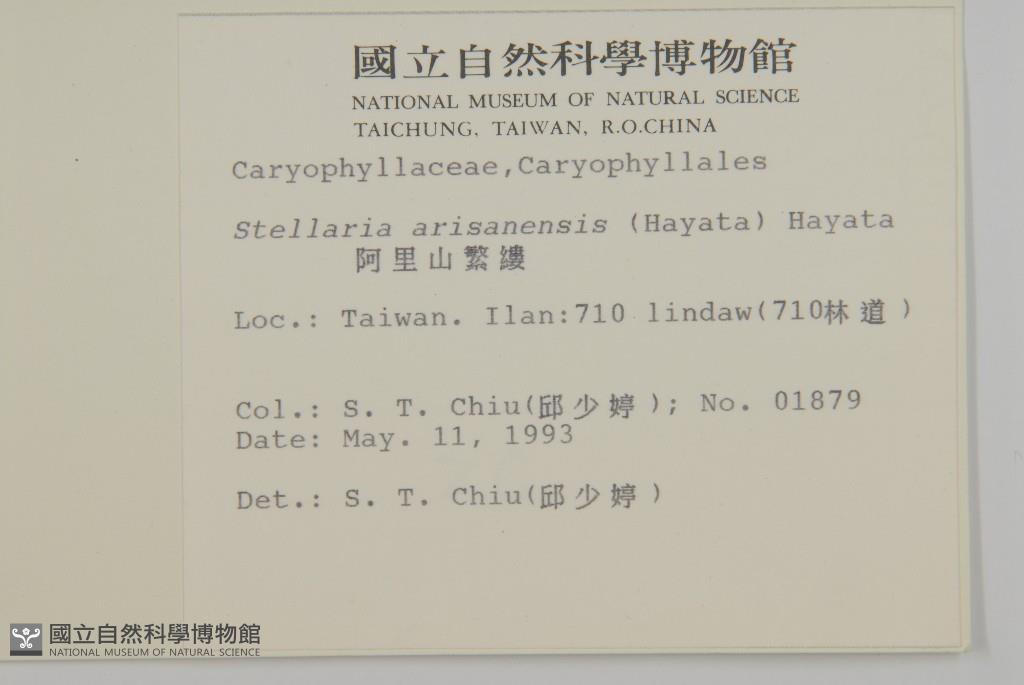 國立自然科學博物館
NATIONAL MUSEUM OF NATURAL SCIENCE
TAICHUNG, TAIWAN, R.O.CHINA
Caryophyllaceae,Caryophyllales
Stellaria arisanensis (Hayata) Hayata
阿里山繁縷
Loc.: Taiwan. Ilan:710 lindaw(710林道)
Col.: S. T. Chiu(邱少婷); No. 01879
Date: May. 11, 1993
Det.: S. T. Chiu(邱少婷)
國立自然科學博物館
NATIONAL MUSEUM OF NATURAL SCIENCE